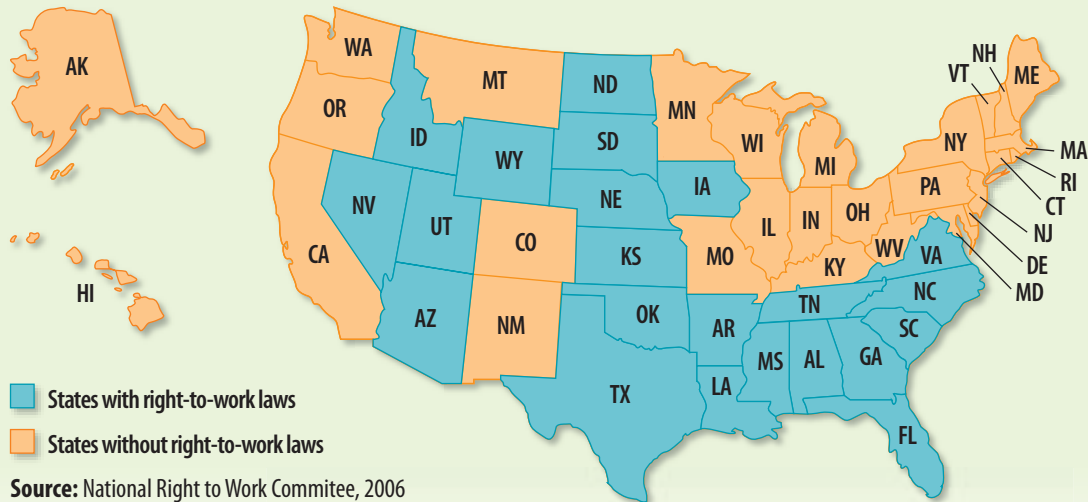 AK
WA
MT
ND
MN
VT
NH
ME
OR
ID
SD
WI
MI
NY
MA
RI
CT
WY
IA
PA
NJ
NV
UT
NE
IL
IN
OH
DE
CA
CO
KS
MO
WV
VA
MD
KY
HI
AZ
NM
OK
AR
TN
NC
SC
TX
LA
MS
AL
GA
FL
States with right-to-work laws
States without right-to-work laws
Source: National Right to Work Commitee, 2006